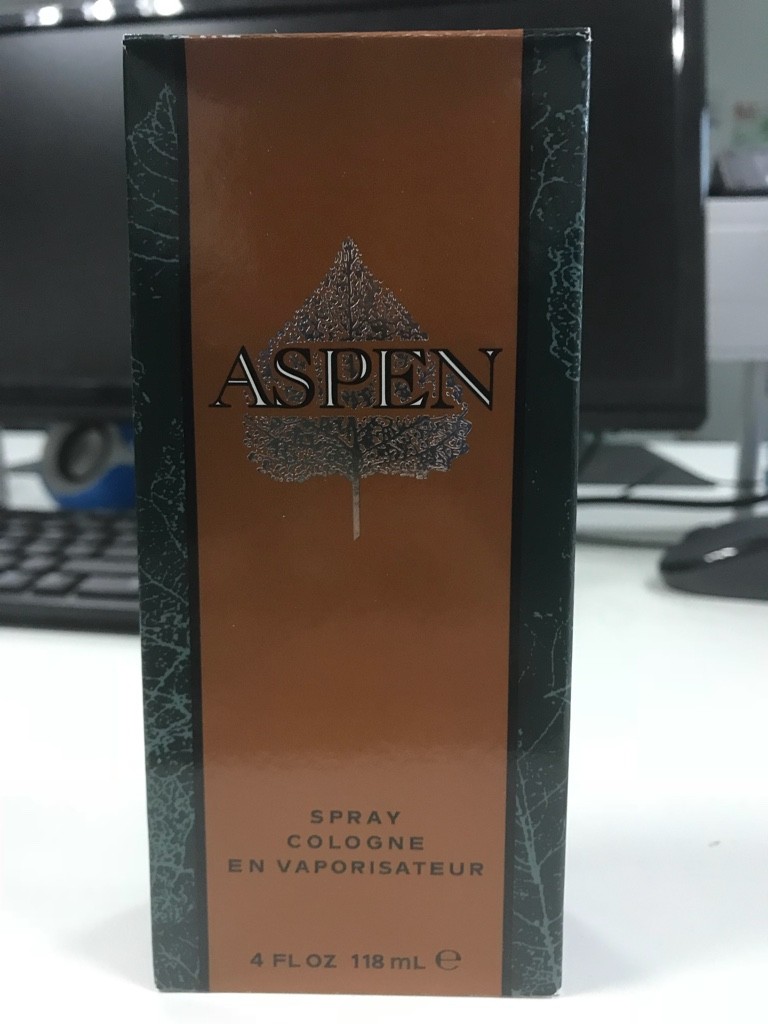 ASPEN
SPRAY
COLOGNE
EN VAPORISATEUR
4 FL OZ 118 mL ℮